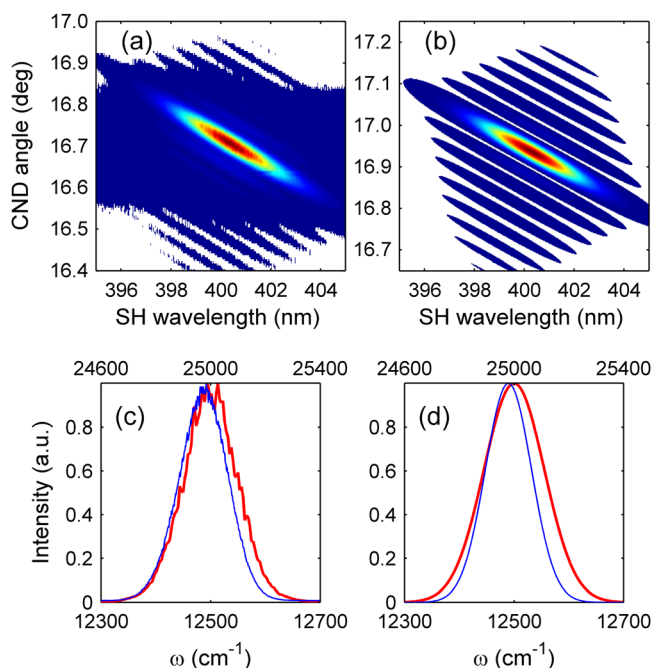 17.0
16.9
16.8
16.7
16.6
16.5
16.4
CND angle (deg)
(a)
396 398 400 402 404
SH wavelength (nm)
17.2
17.1
17.0
16.9
16.8
16.7
(b)
396 398 400 402 404
SH wavelength (nm)
24600 25000 25400
(c)
0.8
0.6
0.4
0.2
0
Intensity (a.u.)
12300 12500 12700
ω (cm⁻¹)
24600 25000 25400
(d)
0.8
0.6
0.4
0.2
0
12300 12500 12700
ω (cm⁻¹)